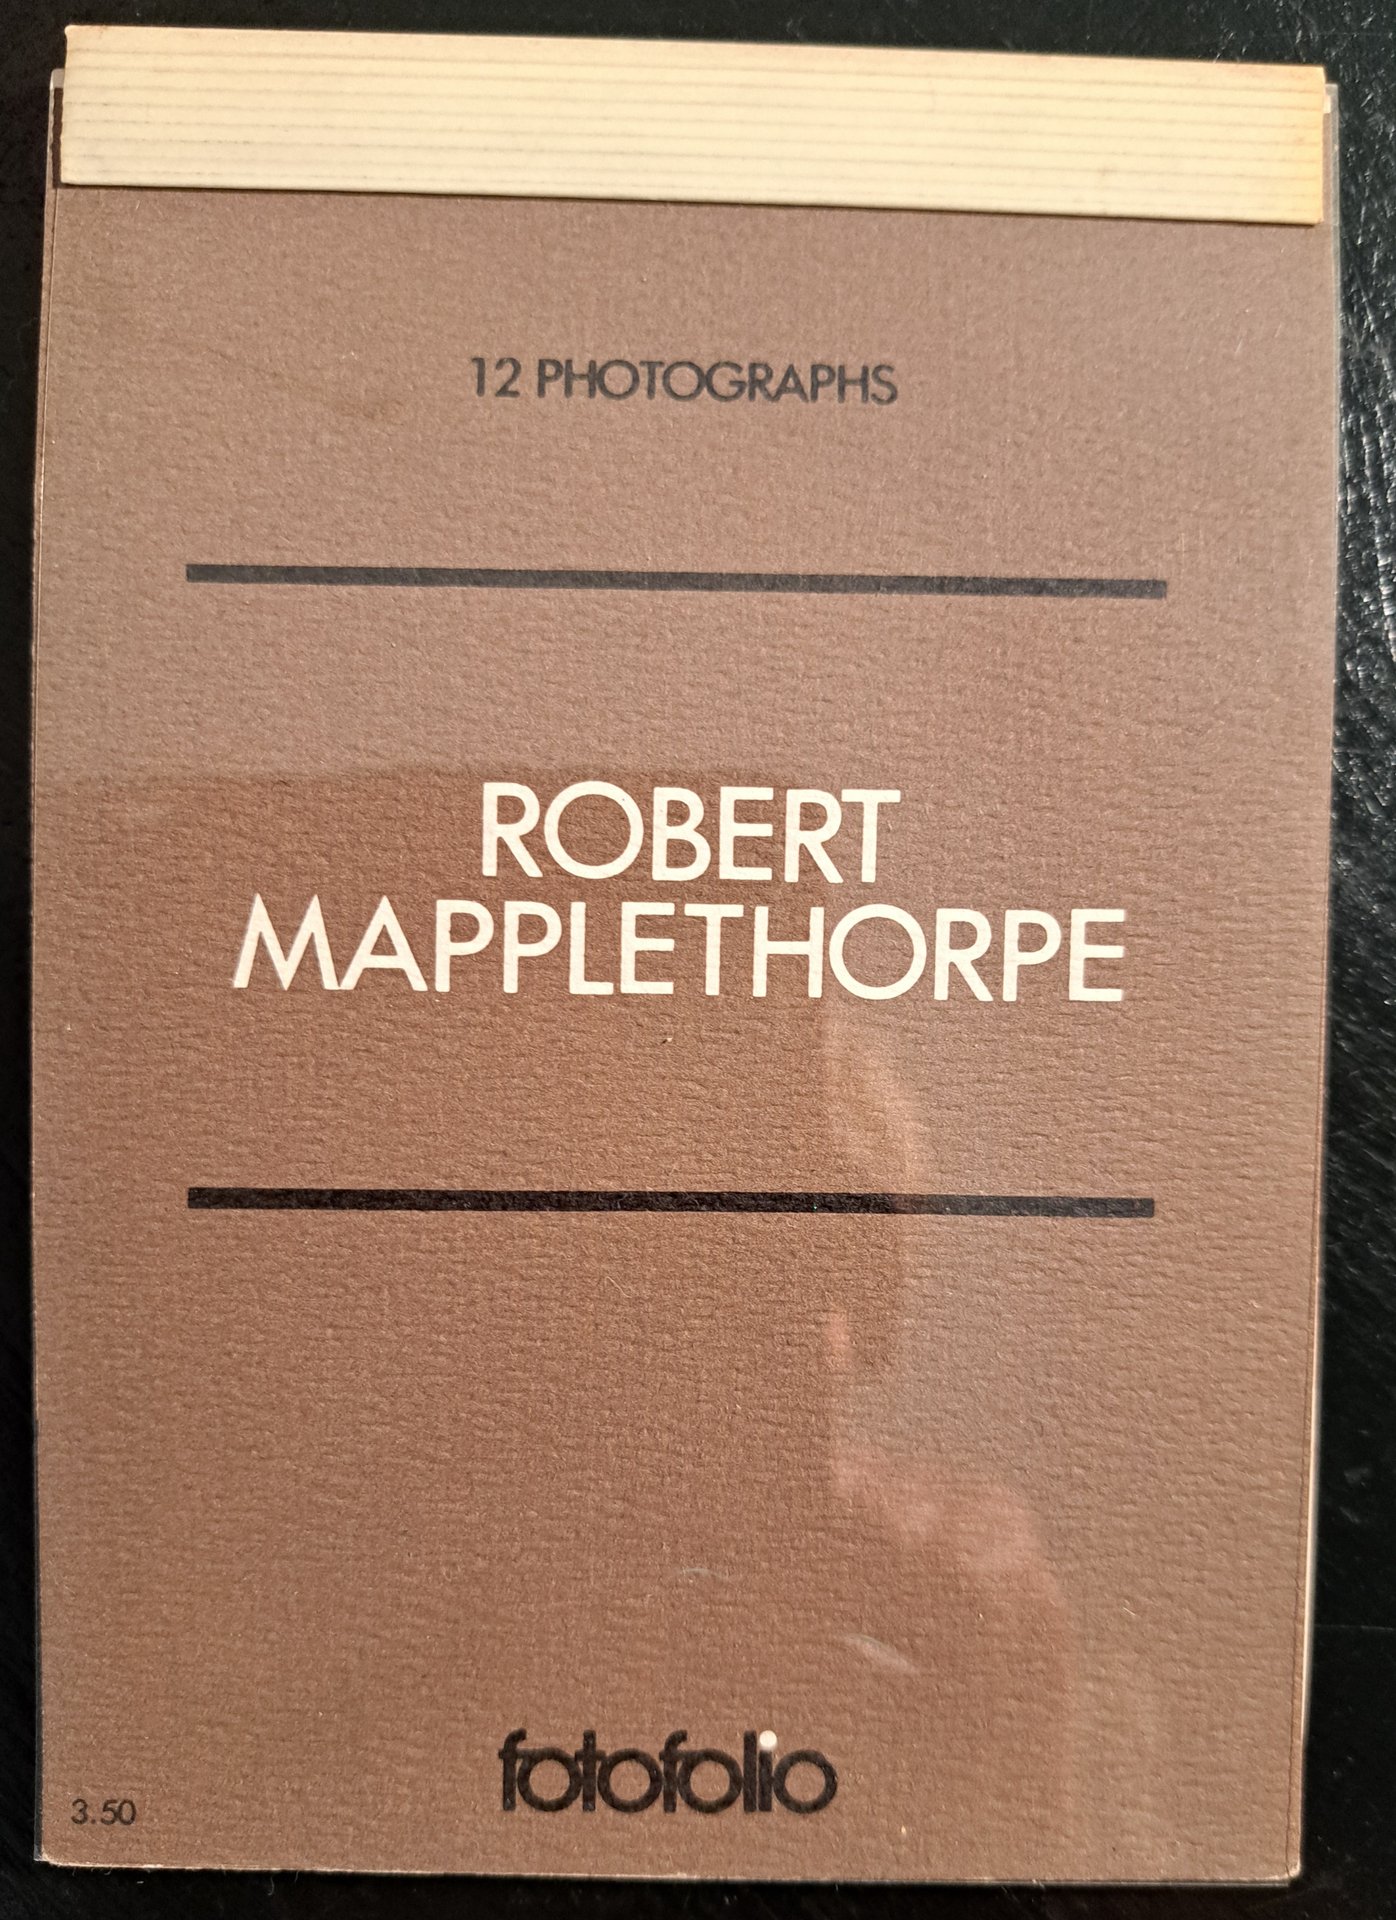 12 PHOTOGRAPHS
ROBERT
MAPPLETHORPE
fotofolio
3.50